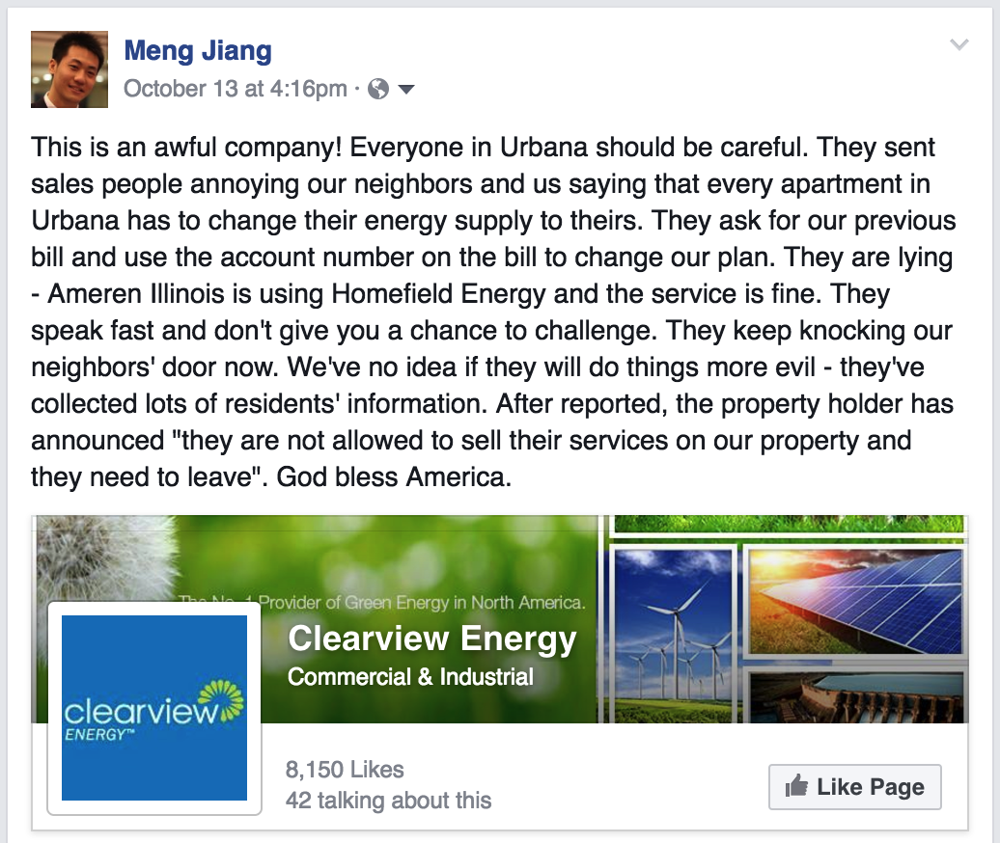 Meng Jiang
October 13 at 4:16pm ·
This is an awful company! Everyone in Urbana should be careful. They sent
sales people annoying our neighbors and us saying that every apartment in
Urbana has to change their energy supply to theirs. They ask for our previous
bill and use the account number on the bill to change our plan. They are lying
- Ameren Illinois is using Homefield Energy and the service is fine. They
speak fast and don't give you a chance to challenge. They keep knocking our
neighbors' door now. We've no idea if they will do things more evil - they've
collected lots of residents' information. After reported, the property holder has
announced "they are not allowed to sell their services on our property and
they need to leave". God bless America.
The No. 1 Provider of Green Energy in North America.
Clearview Energy
Commercial & Industrial
clearview
ENERGY™
8,150 Likes
42 talking about this
Like Page